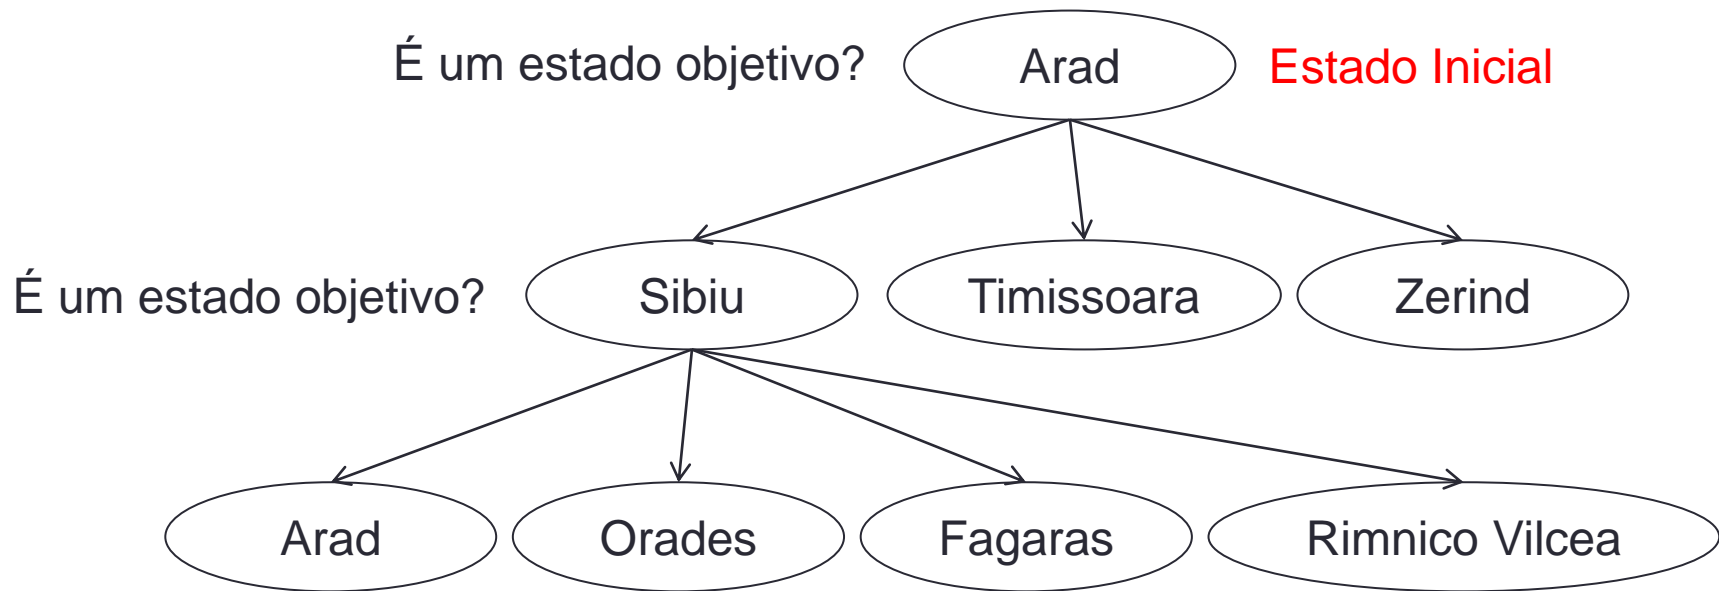 É um estado objetivo? Arad Estado Inicial
É um estado objetivo? Sibiu Timissoara Zerind
Arad Orades Fagaras Rimnico Vilcea